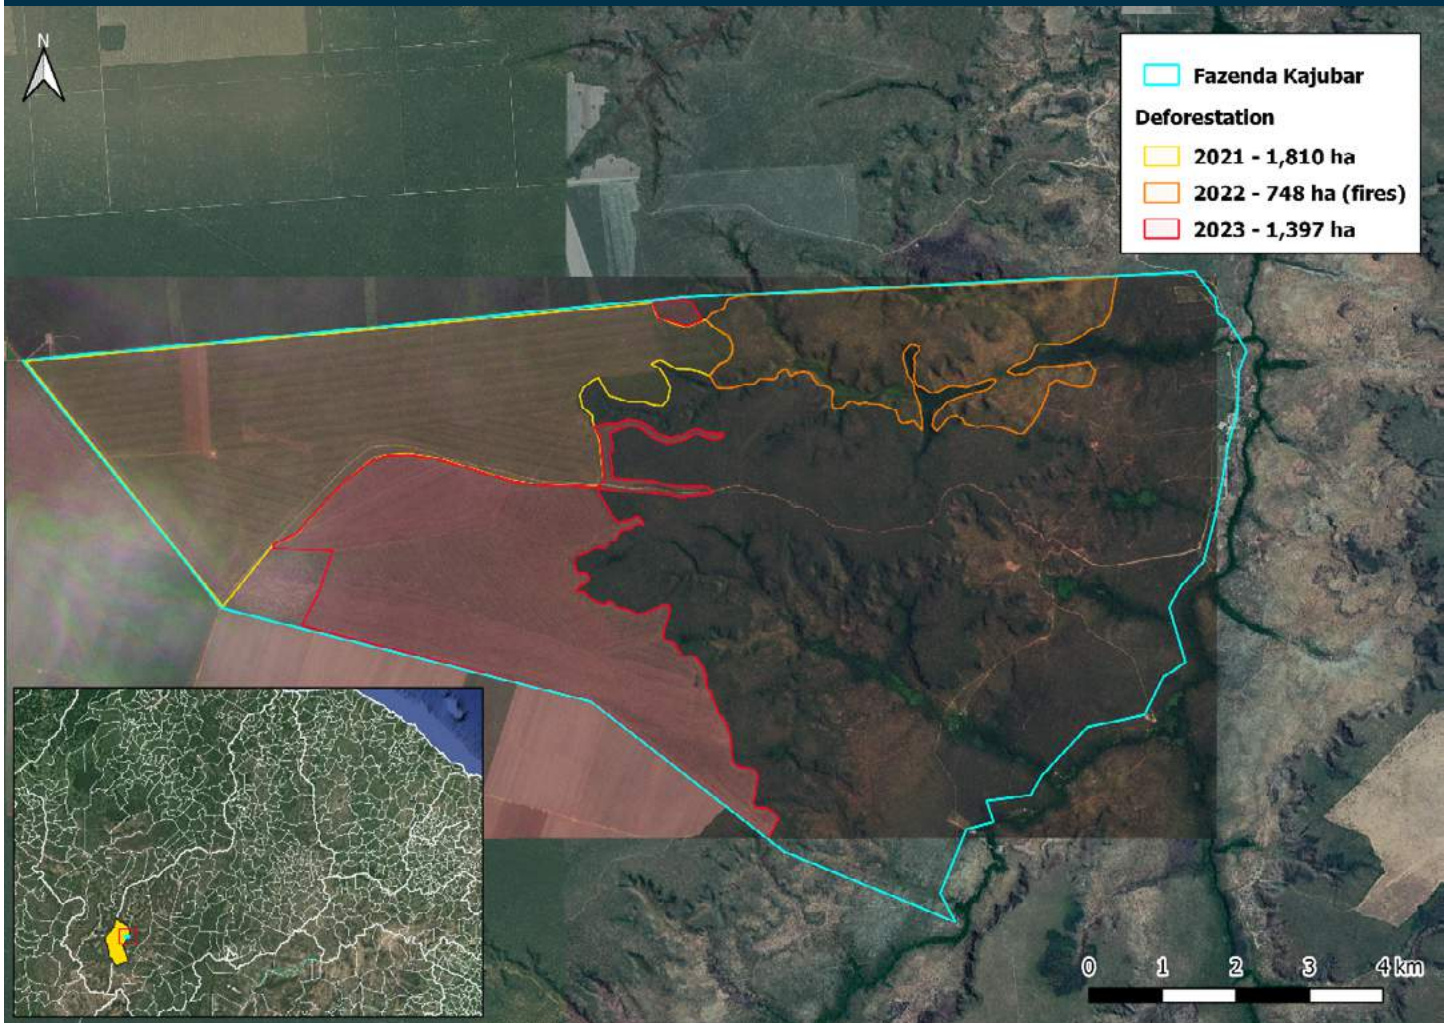 N
Fazenda Kajubar
Deforestation
2021 - 1,810 ha
2022 - 748 ha (fires)
2023 - 1,397 ha
0 1 2 3 4 km